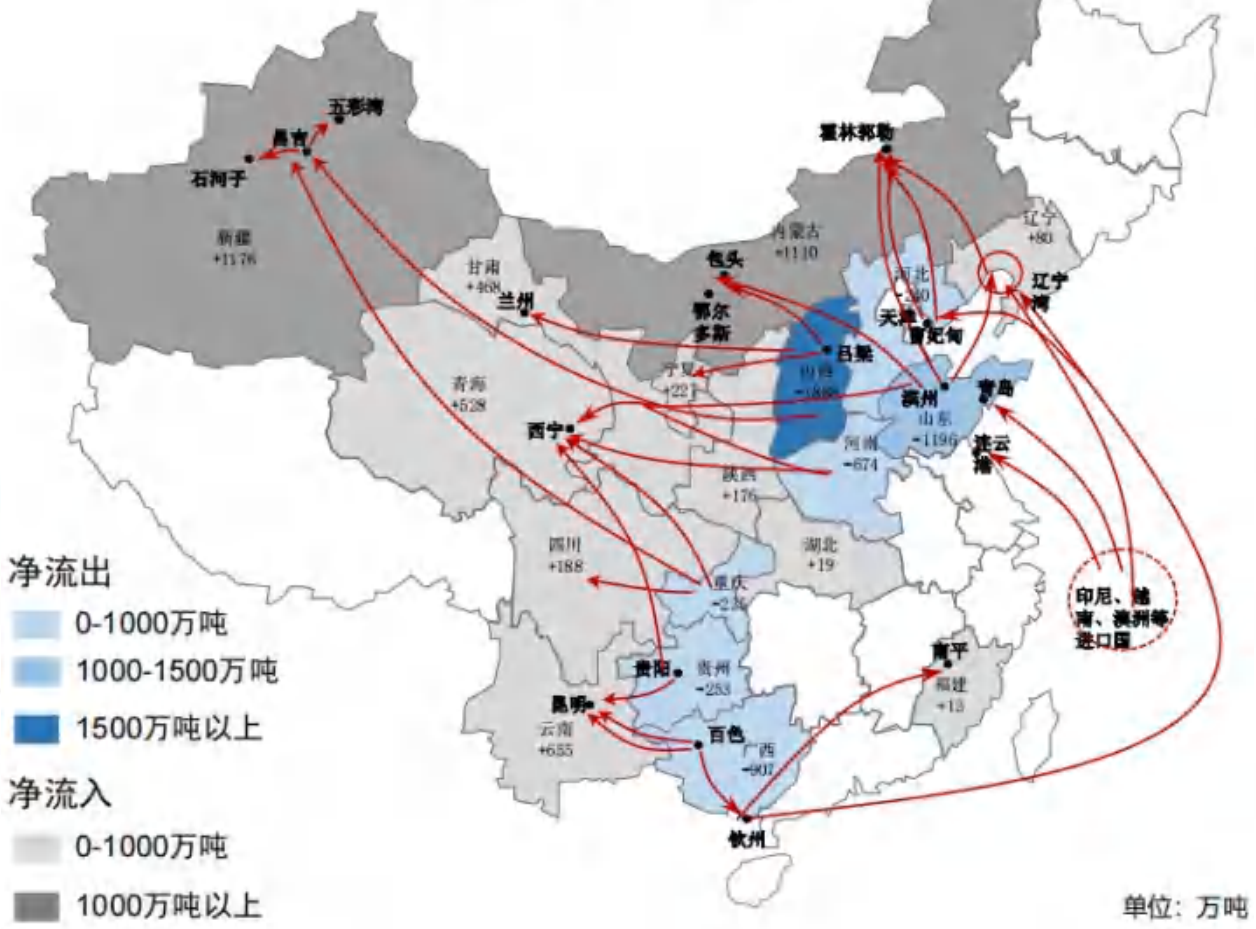 五彩湾
昌吉
石河子
新疆
+1176
霍林郭勒
内蒙古
+1110
辽宁
+80
包头
甘肃
+468
兰州
鄂尔
多斯
河北
天津
曹妃甸
辽宁
湾
吕梁
宁夏
山西
青海
+528
滨州
青岛
山东
-1196
西宁
连云
港
河南
-674
陕西
+176
四川
+188
湖北
+19
重庆
印尼、越
南、澳洲等
进口国
贵阳
贵州
-253
南平
福建
+13
昆明
云南
+655
百色
广西
-907
钦州
净流出
0-1000万吨
1000-1500万吨
1500万吨以上
净流入
0-1000万吨
1000万吨以上
单位：万吨